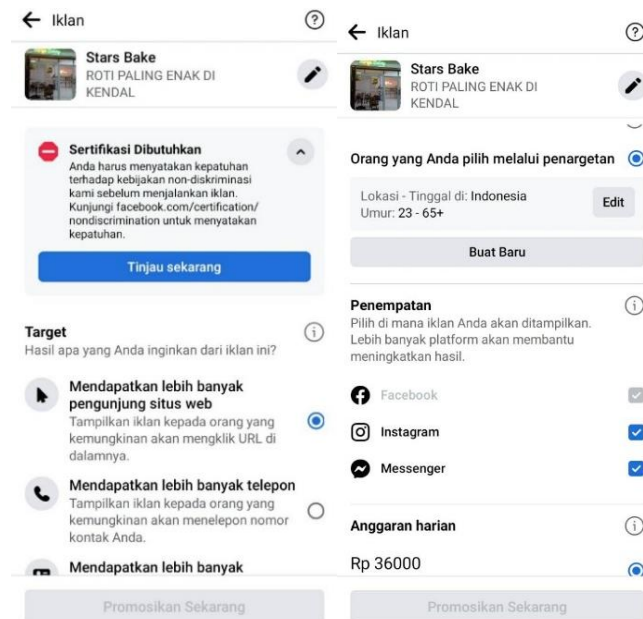 Iklan
Stars Bake
ROTI PALING ENAK DI
KENDAL
Sertifikasi Dibutuhkan
Anda harus menyatakan kepatuhan
terhadap kebijakan non-diskriminasi
kami sebelum menjalankan iklan.
Kunjungi facebook.com/certification/
nondiscrimination untuk menyatakan
kepatuhan.
Tinjau sekarang
Target
Hasil apa yang Anda inginkan dari iklan ini?
Mendapatkan lebih banyak
pengunjung situs web
Tampilkan iklan kepada orang yang
kemungkinan akan mengklik URL di
dalamnya.
Mendapatkan lebih banyak telepon
Tampilkan iklan kepada orang yang
kemungkinan akan menelepon nomor
kontak Anda.
Mendapatkan lebih banyak
Promosikan Sekarang
Iklan
Stars Bake
ROTI PALING ENAK DI
KENDAL
Orang yang Anda pilih melalui penargetan
Lokasi - Tinggal di: Indonesia
Umur: 23 - 65+
Edit
Buat Baru
Penempatan
Pilih di mana iklan Anda akan ditampilkan.
Lebih banyak platform akan membantu
meningkatkan hasil.
Facebook
Instagram
Messenger
Anggaran harian
Rp 36000
Promosikan Sekarang